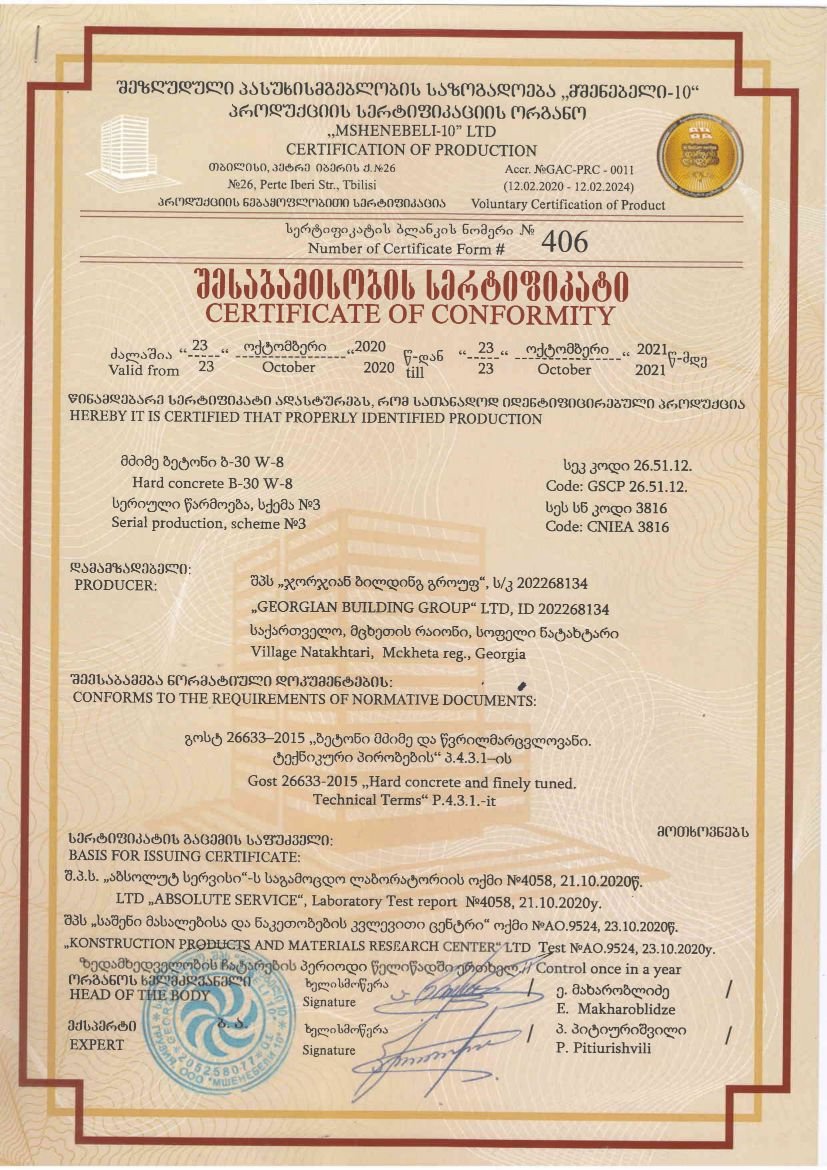 შეზღუდული პასუხისმგებლობის საზოგადოება „მშენებელი-10“
პროდუქციის სერტიფიკაციის ორგანო
„MSHENEBELI-10” LTD
CERTIFICATION OF PRODUCTION
თბილისი, პეტრე იბერის ქ.№26
Accr. №GAC-PRC - 0011
№26, Perte Iberi Str., Tbilisi
(12.02.2020 - 12.02.2024)
პროდუქციის ნებაყოფლობითი სერტიფიკაცია
Voluntary Certification of Product
სერტიფიკატის ბლანკის ნომერი №
Number of Certificate Form #
406
შესაბამისობის სერტიფიკატი
CERTIFICATE OF CONFORMITY
ძალაშია “ 23 “ ოქტომბერი “2020 წ-დან “ 23 “ ოქტომბერი “ 2021 წ-მდე
Valid from 23 October 2020 till 23 October 2021
წინამდებარე სერტიფიკატი ადასტურებს, რომ სათანადოდ იდენტიფიცირებული პროდუქცია
HEREBY IT IS CERTIFIED THAT PROPERLY IDENTIFIED PRODUCTION
მძიმე ბეტონი ბ-30 W-8
სეკ კოდი 26.51.12.
Hard concrete B-30 W-8
Code: GSCP 26.51.12.
სერიული წარმოება, სქემა №3
სეს სნ კოდი 3816
Serial production, scheme №3
Code: CNIEA 3816
დამამზადებელი:
PRODUCER:
შპს „ჯორჯიან ბილდინგ გროუფ“, ს/კ 202268134
„GEORGIAN BUILDING GROUP“ LTD, ID 202268134
საქართველო, მცხეთის რაიონი, სოფელი ნატახტარი
Village Natakhtari, Mckheta reg., Georgia
შეესაბამება ნორმატიული დოკუმენტების:
CONFORMS TO THE REQUIREMENTS OF NORMATIVE DOCUMENTS:
გოსტ 26633–2015 „ბეტონი მძიმე და წვრილმარცვლოვანი.
ტექნიკური პირობების“ პ.4.3.1–ის
Gost 26633-2015 „Hard concrete and finely tuned.
Technical Terms“ P.4.3.1.-it
მოთხოვნებს
სერტიფიკატის გაცემის საფუძველი:
BASIS FOR ISSUING CERTIFICATE:
შ.პ.ს. „აბსოლუტ სერვისი“-ს საგამოცდო ლაბორატორიის ოქმი №4058, 21.10.2020წ.
LTD „ABSOLUTE SERVICE“, Laboratory Test report №4058, 21.10.2020y.
შპს „საშენი მასალებისა და ნაკეთობების კვლევითი ცენტრი“ ოქმი №AO.9524, 23.10.2020წ.
„KONSTRUCTION PRODUCTS AND MATERIALS RESEARCH CENTER“ LTD Test №AO.9524, 23.10.2020y.
ზედამხედველობის ჩატარების პერიოდი წელიწადში ერთხელ.// Control once in a year
ორგანოს ხელმძღვანელი
ხელისმოწერა / ე. მახარობლიძე /
HEAD OF THE BODY
Signature
E. Makharoblidze
ექსპერტი
ბ. ა.
ხელისმოწერა / პ. პიტიურიშვილი /
EXPERT
Signature
P. Pitiurishvili